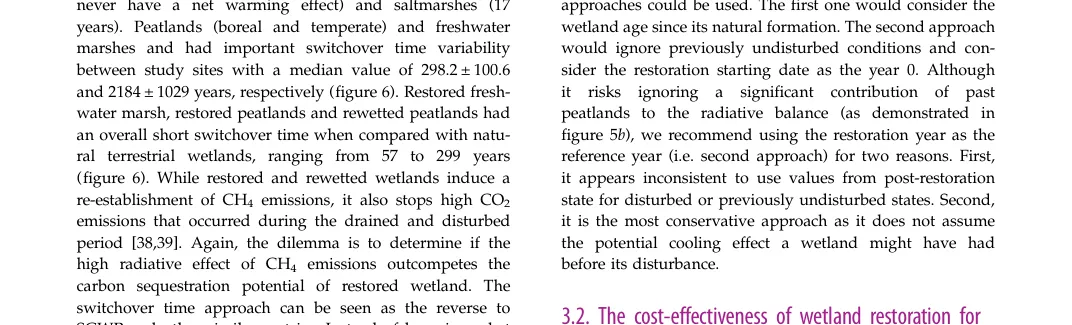 never have a net warming effect) and saltmarshes (17
years). Peatlands (boreal and temperate) and freshwater
marshes and had important switchover time variability
between study sites with a median value of 298.2 ± 100.6
and 2184 ± 1029 years, respectively (figure 6). Restored fresh-
water marsh, restored peatlands and rewetted peatlands had
an overall short switchover time when compared with natu-
ral terrestrial wetlands, ranging from 57 to 299 years
(figure 6). While restored and rewetted wetlands induce a
re-establishment of CH₄ emissions, it also stops high CO₂
emissions that occurred during the drained and disturbed
period [38,39]. Again, the dilemma is to determine if the
high radiative effect of CH₄ emissions outcompetes the
carbon sequestration potential of restored wetland. The
switchover time approach can be seen as the reverse to
approaches could be used. The first one would consider the
wetland age since its natural formation. The second approach
would ignore previously undisturbed conditions and con-
sider the restoration starting date as the year 0. Although
it risks ignoring a significant contribution of past
peatlands to the radiative balance (as demonstrated in
figure 5b), we recommend using the restoration year as the
reference year (i.e. second approach) for two reasons. First,
it appears inconsistent to use values from post-restoration
state for disturbed or previously undisturbed states. Second,
it is the most conservative approach as it does not assume
the potential cooling effect a wetland might have had
before its disturbance.
3.2. The cost-effectiveness of wetland restoration for